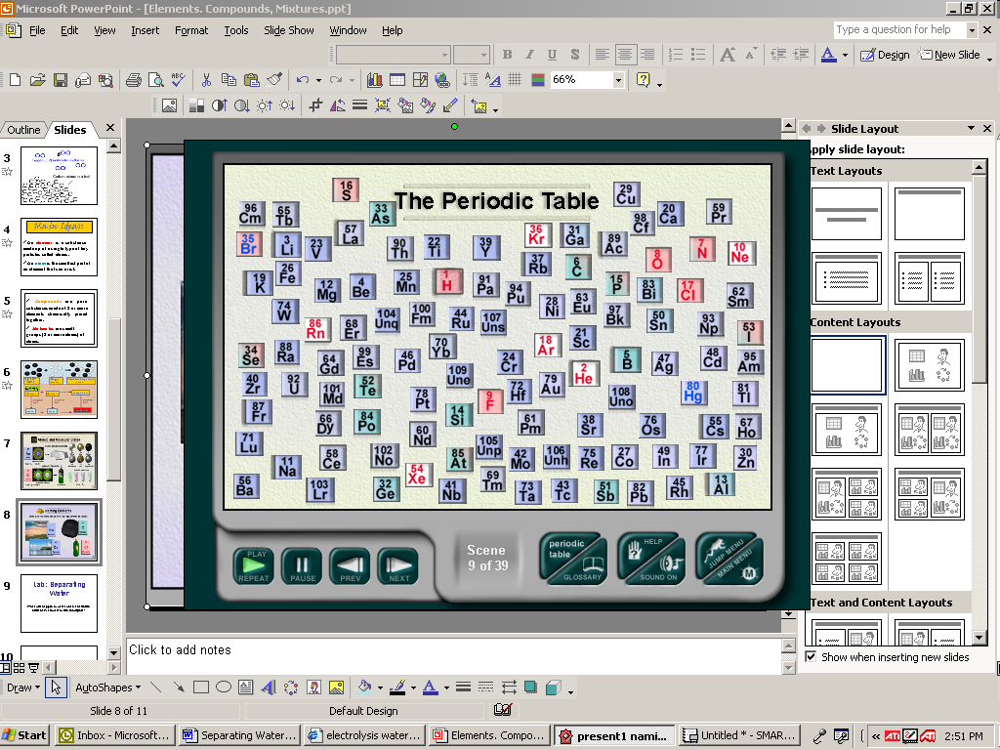 Microsoft PowerPoint - [Elements. Compounds, Mixtures.ppt]
File Edit View Insert Format Tools Slide Show Window Help
Type a question for help
Design New Slide
66%
Outline Slides
Slide Layout
Apply slide layout:
Text Layouts
Content Layouts
Text and Content Layouts
Show when inserting new slides
3
4
Main Ideas!
5
6
7
8
9
Lab: Separating Water
10
The Periodic Table
16 S
29 Cu
96 Cm
65 Tb
33 As
98 Cf
20 Ca
59 Pr
35 Br
3 Li
23 V
57 La
90 Th
22 Ti
39 Y
36 Kr
31 Ga
89 Ac
8 O
7 N
10 Ne
19 K
26 Fe
12 Mg
4 Be
25 Mn
1 H
91 Pa
37 Rb
6 C
15 P
83 Bi
17 Cl
62 Sm
74 W
86 Rn
68 Er
104 Unq
100 Fm
44 Ru
107 Uns
94 Pu
28 Ni
63 Eu
97 Bk
50 Sn
93 Np
53 I
34 Se
88 Ra
64 Gd
99 Es
46 Pd
70 Yb
18 Ar
21 Sc
24 Cr
2 He
5 B
47 Ag
48 Cd
95 Am
40 Zr
92 U
101 Md
52 Te
109 Une
78 Pt
9 F
72 Hf
79 Au
108 Uno
80 Hg
81 Tl
87 Fr
66 Dy
84 Po
14 Si
60 Nd
61 Pm
38 Sr
76 Os
55 Cs
67 Ho
71 Lu
11 Na
58 Ce
102 No
85 At
105 Unp
42 Mo
106 Unh
75 Re
27 Co
49 In
77 Ir
30 Zn
56 Ba
103 Lr
32 Ge
54 Xe
41 Nb
69 Tm
73 Ta
43 Tc
51 Sb
82 Pb
45 Rh
13 Al
PLAY
REPEAT
PAUSE
PREV
NEXT
Scene
9 of 39
periodic
table
GLOSSARY
HELP
SOUND ON
JUMP MENU
MAIN MENU
M
Click to add notes
Draw AutoShapes
Slide 8 of 11 Default Design
Start Inbox - Microsoft... Separating Water... electrolysis water... Elements. Compo... present1 nami... Untitled * - SMAR... 2:51 PM